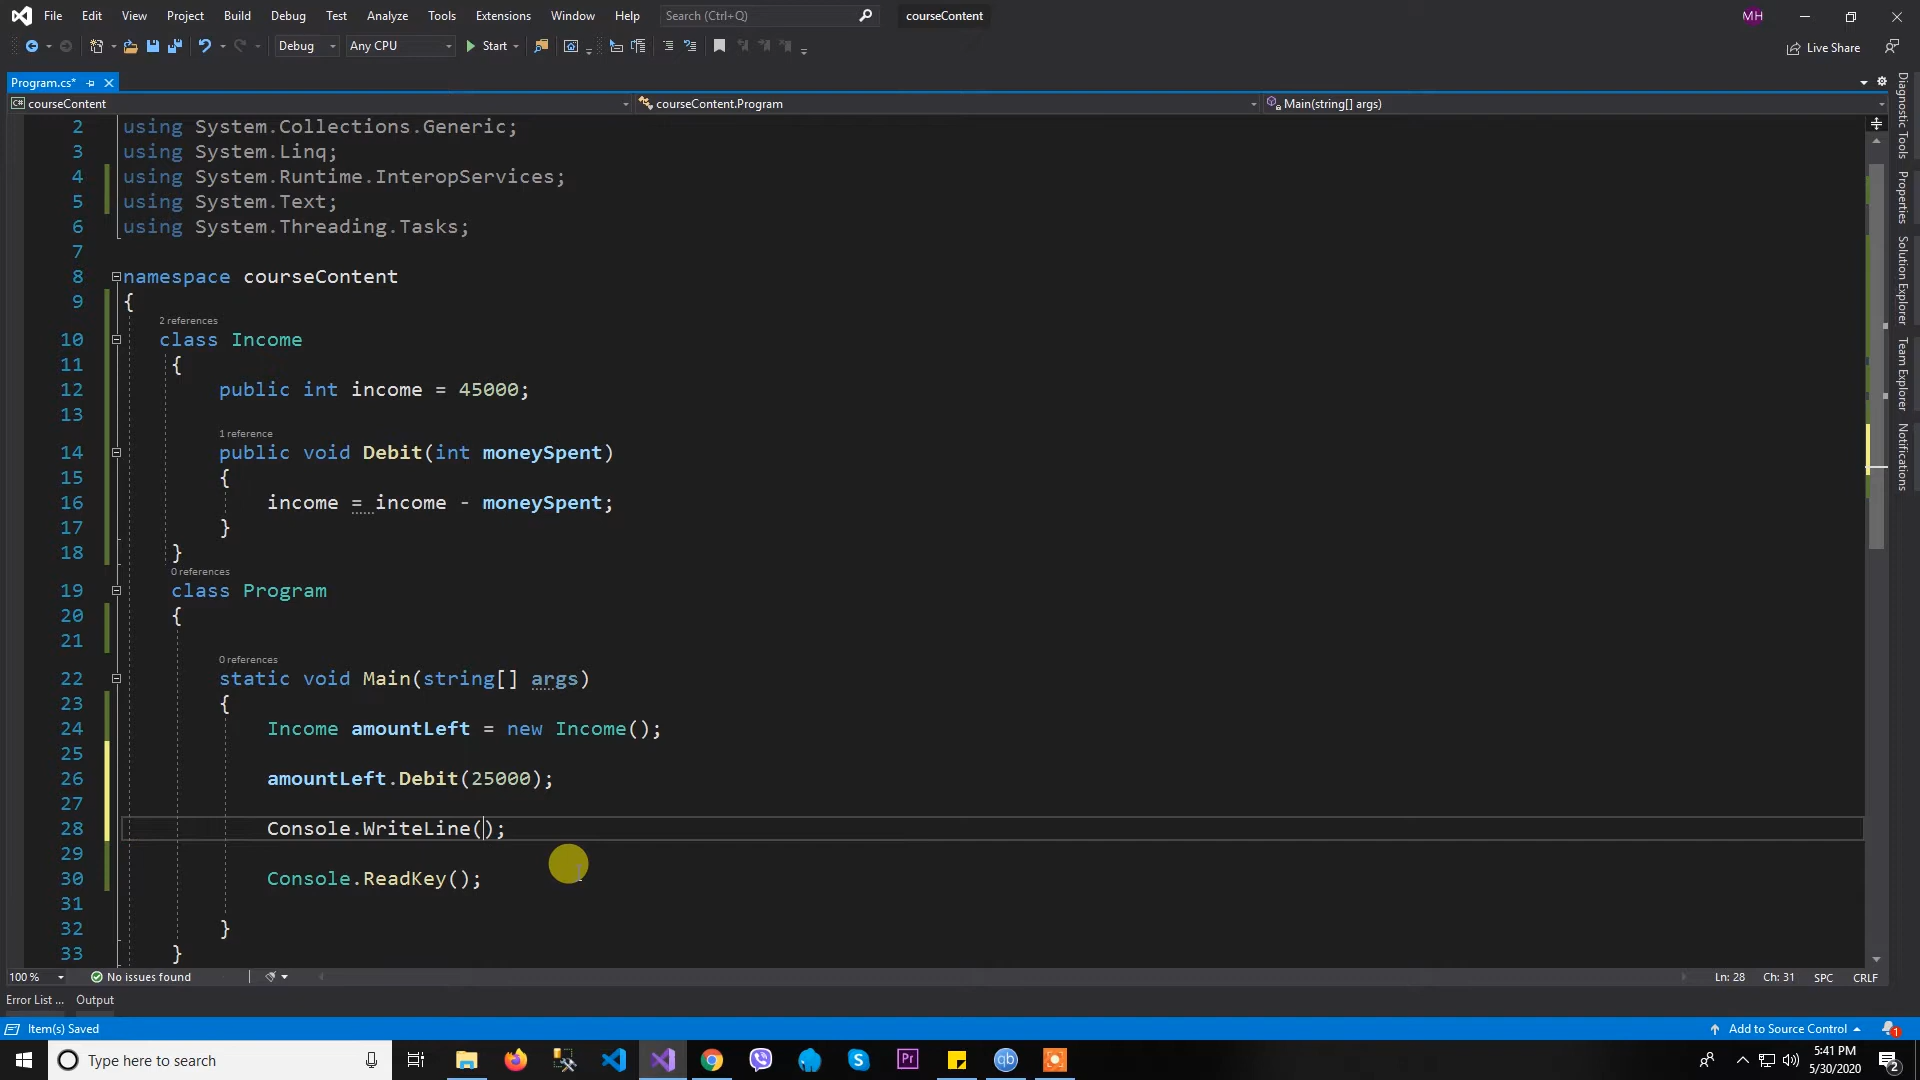 File Edit View Project Build Debug Test Analyze Tools Extensions Window Help Search (Ctrl+Q) courseContent MH
Debug Any CPU Start Live Share
Program.cs*
courseContent courseContent.Program Main(string[] args)
2 using System.Collections.Generic;
3 using System.Linq;
4 using System.Runtime.InteropServices;
5 using System.Text;
6 using System.Threading.Tasks;
7
8 namespace courseContent
9 {
2 references
10 class Income
11 {
12 public int income = 45000;
13
1 reference
14 public void Debit(int moneySpent)
15 {
16 income = income - moneySpent;
17 }
18 }
0 references
19 class Program
20 {
21
0 references
22 static void Main(string[] args)
23 {
24 Income amountLeft = new Income();
25
26 amountLeft.Debit(25000);
27
28 Console.WriteLine();
29
30 Console.ReadKey();
31
32 }
33 }
Diagnostic Tools
Properties
Solution Explorer
Team Explorer
Notifications
100 % No issues found Ln: 28 Ch: 31 SPC CRLF
Error List ... Output
Item(s) Saved Add to Source Control 1
Type here to search Pr qb 5:41 PM
5/30/2020 2